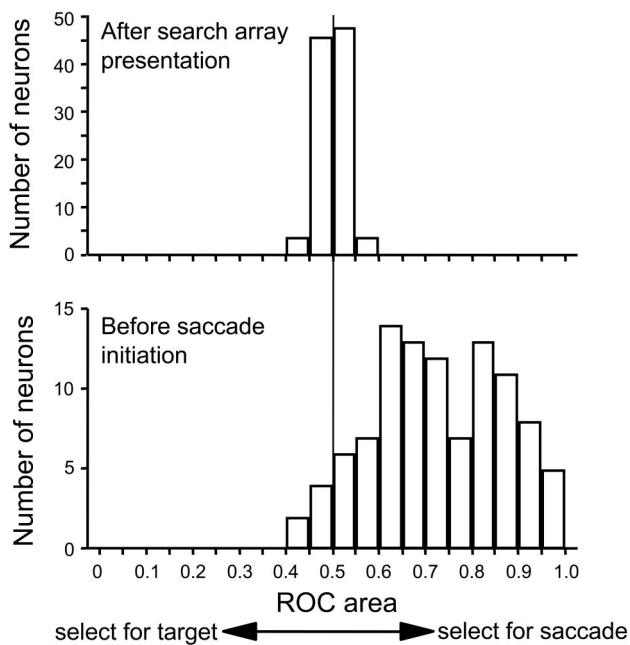 50
40
30
20
10
0
Number of neurons
After search array
presentation
15
10
5
0
Number of neurons
Before saccade
initiation
0 0.1 0.2 0.3 0.4 0.5 0.6 0.7 0.8 0.9 1.0
ROC area
select for target select for saccade